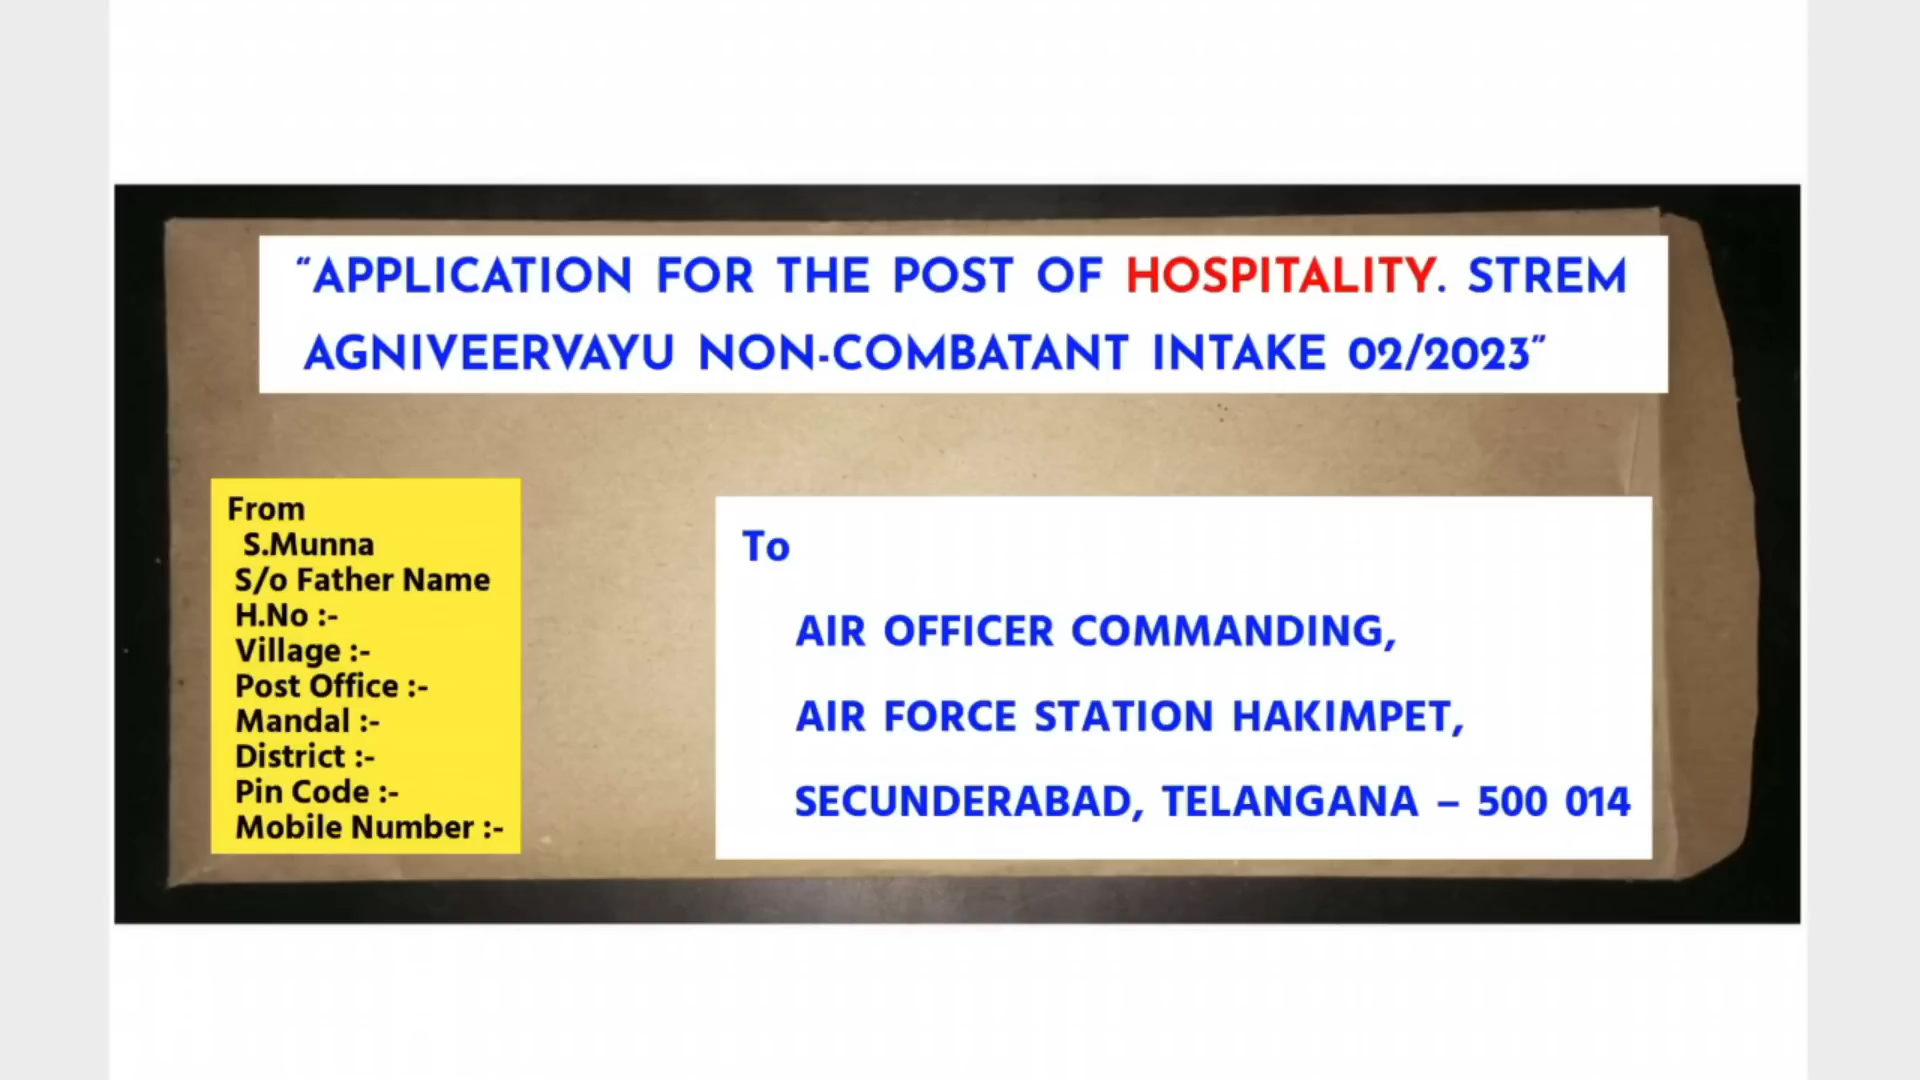 “APPLICATION FOR THE POST OF HOSPITALITY. STREM
AGNIVEERVAYU NON-COMBATANT INTAKE 02/2023”
From
S.Munna
S/o Father Name
H.No :-
Village :-
Post Office :-
Mandal :-
District :-
Pin Code :-
Mobile Number :-
To
AIR OFFICER COMMANDING,
AIR FORCE STATION HAKIMPET,
SECUNDERABAD, TELANGANA – 500 014